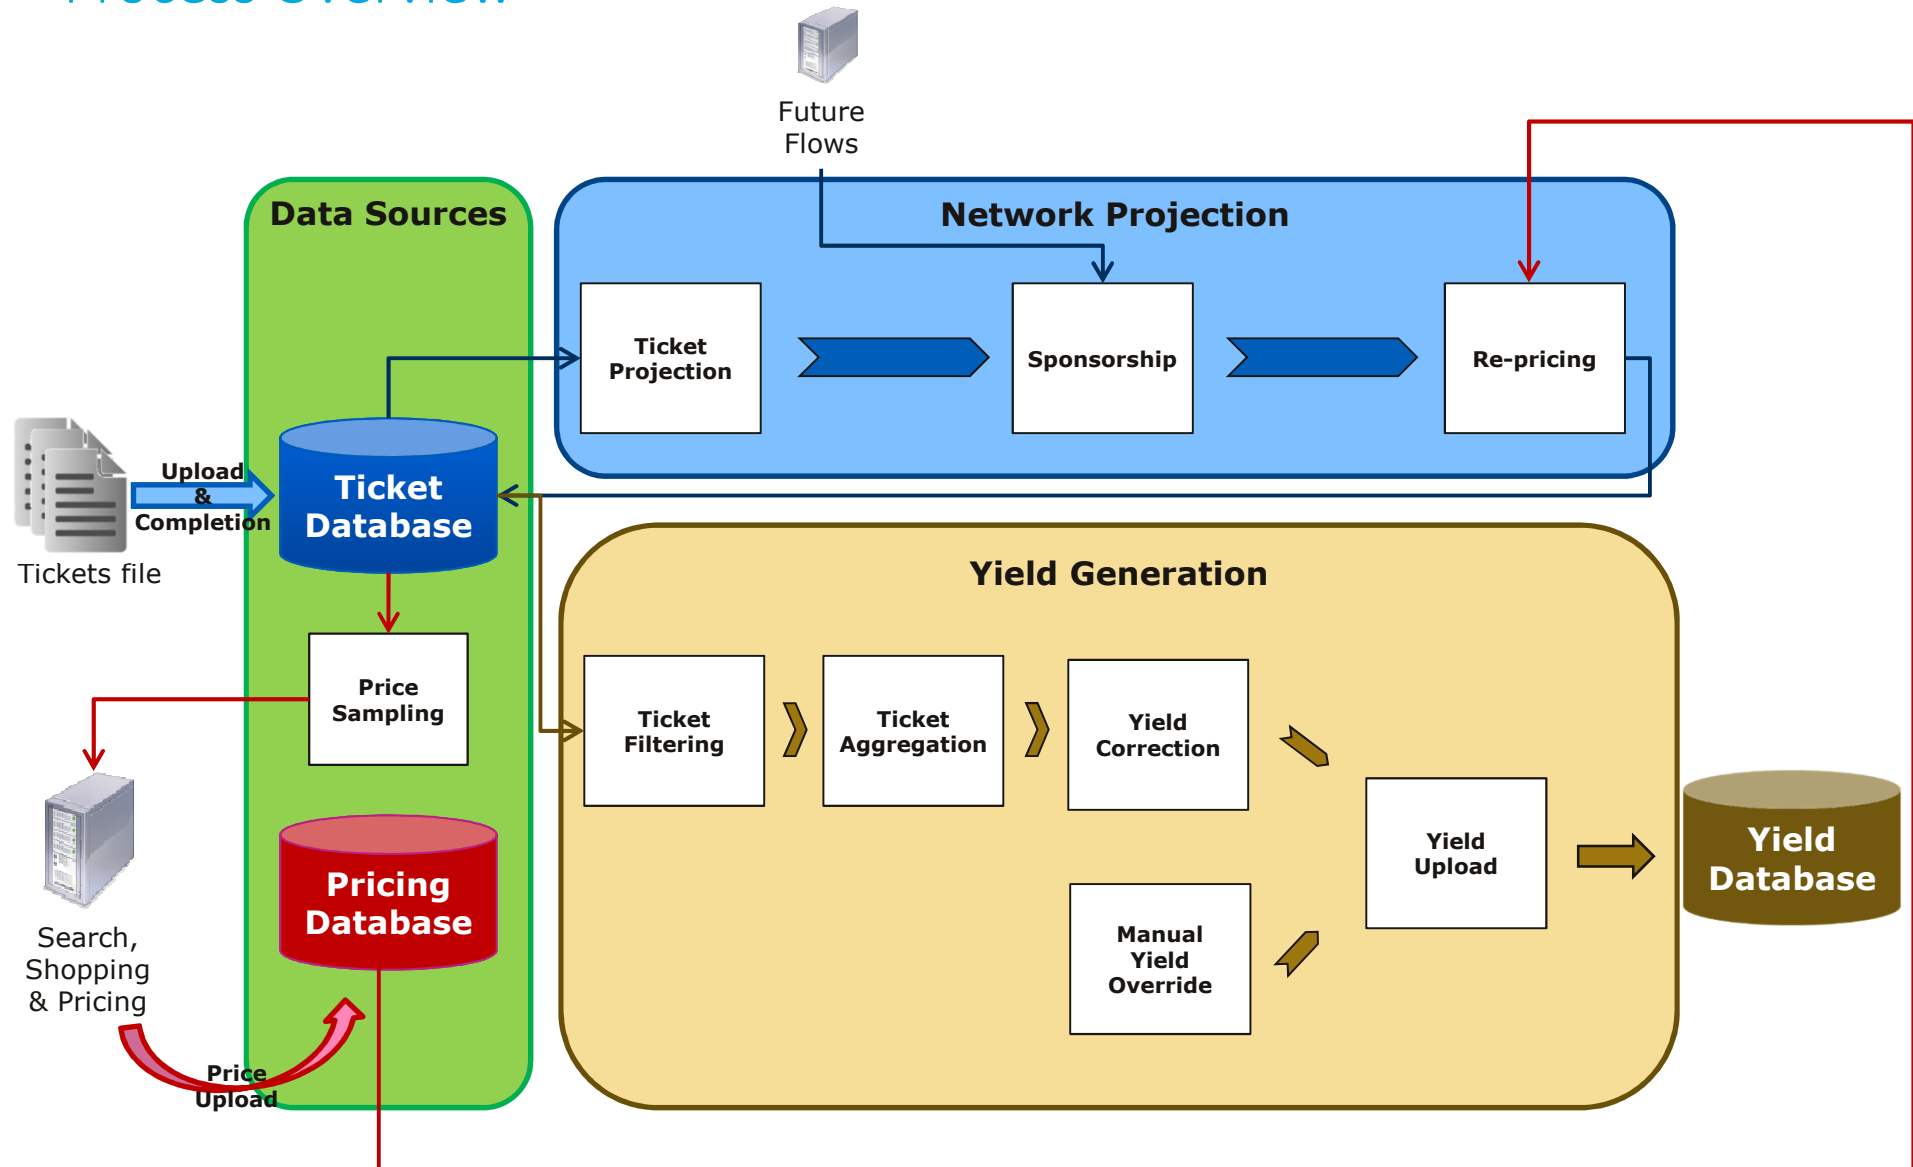 Process Overview
Future
Flows
Data Sources
Network Projection
Ticket
Projection
Sponsorship
Re-pricing
Upload
&
Completion
Ticket
Database
Tickets file
Yield Generation
Price
Sampling
Ticket
Filtering
Ticket
Aggregation
Yield
Correction
Yield
Upload
Yield
Database
Pricing
Database
Manual
Yield
Override
Search,
Shopping
& Pricing
Price
Upload